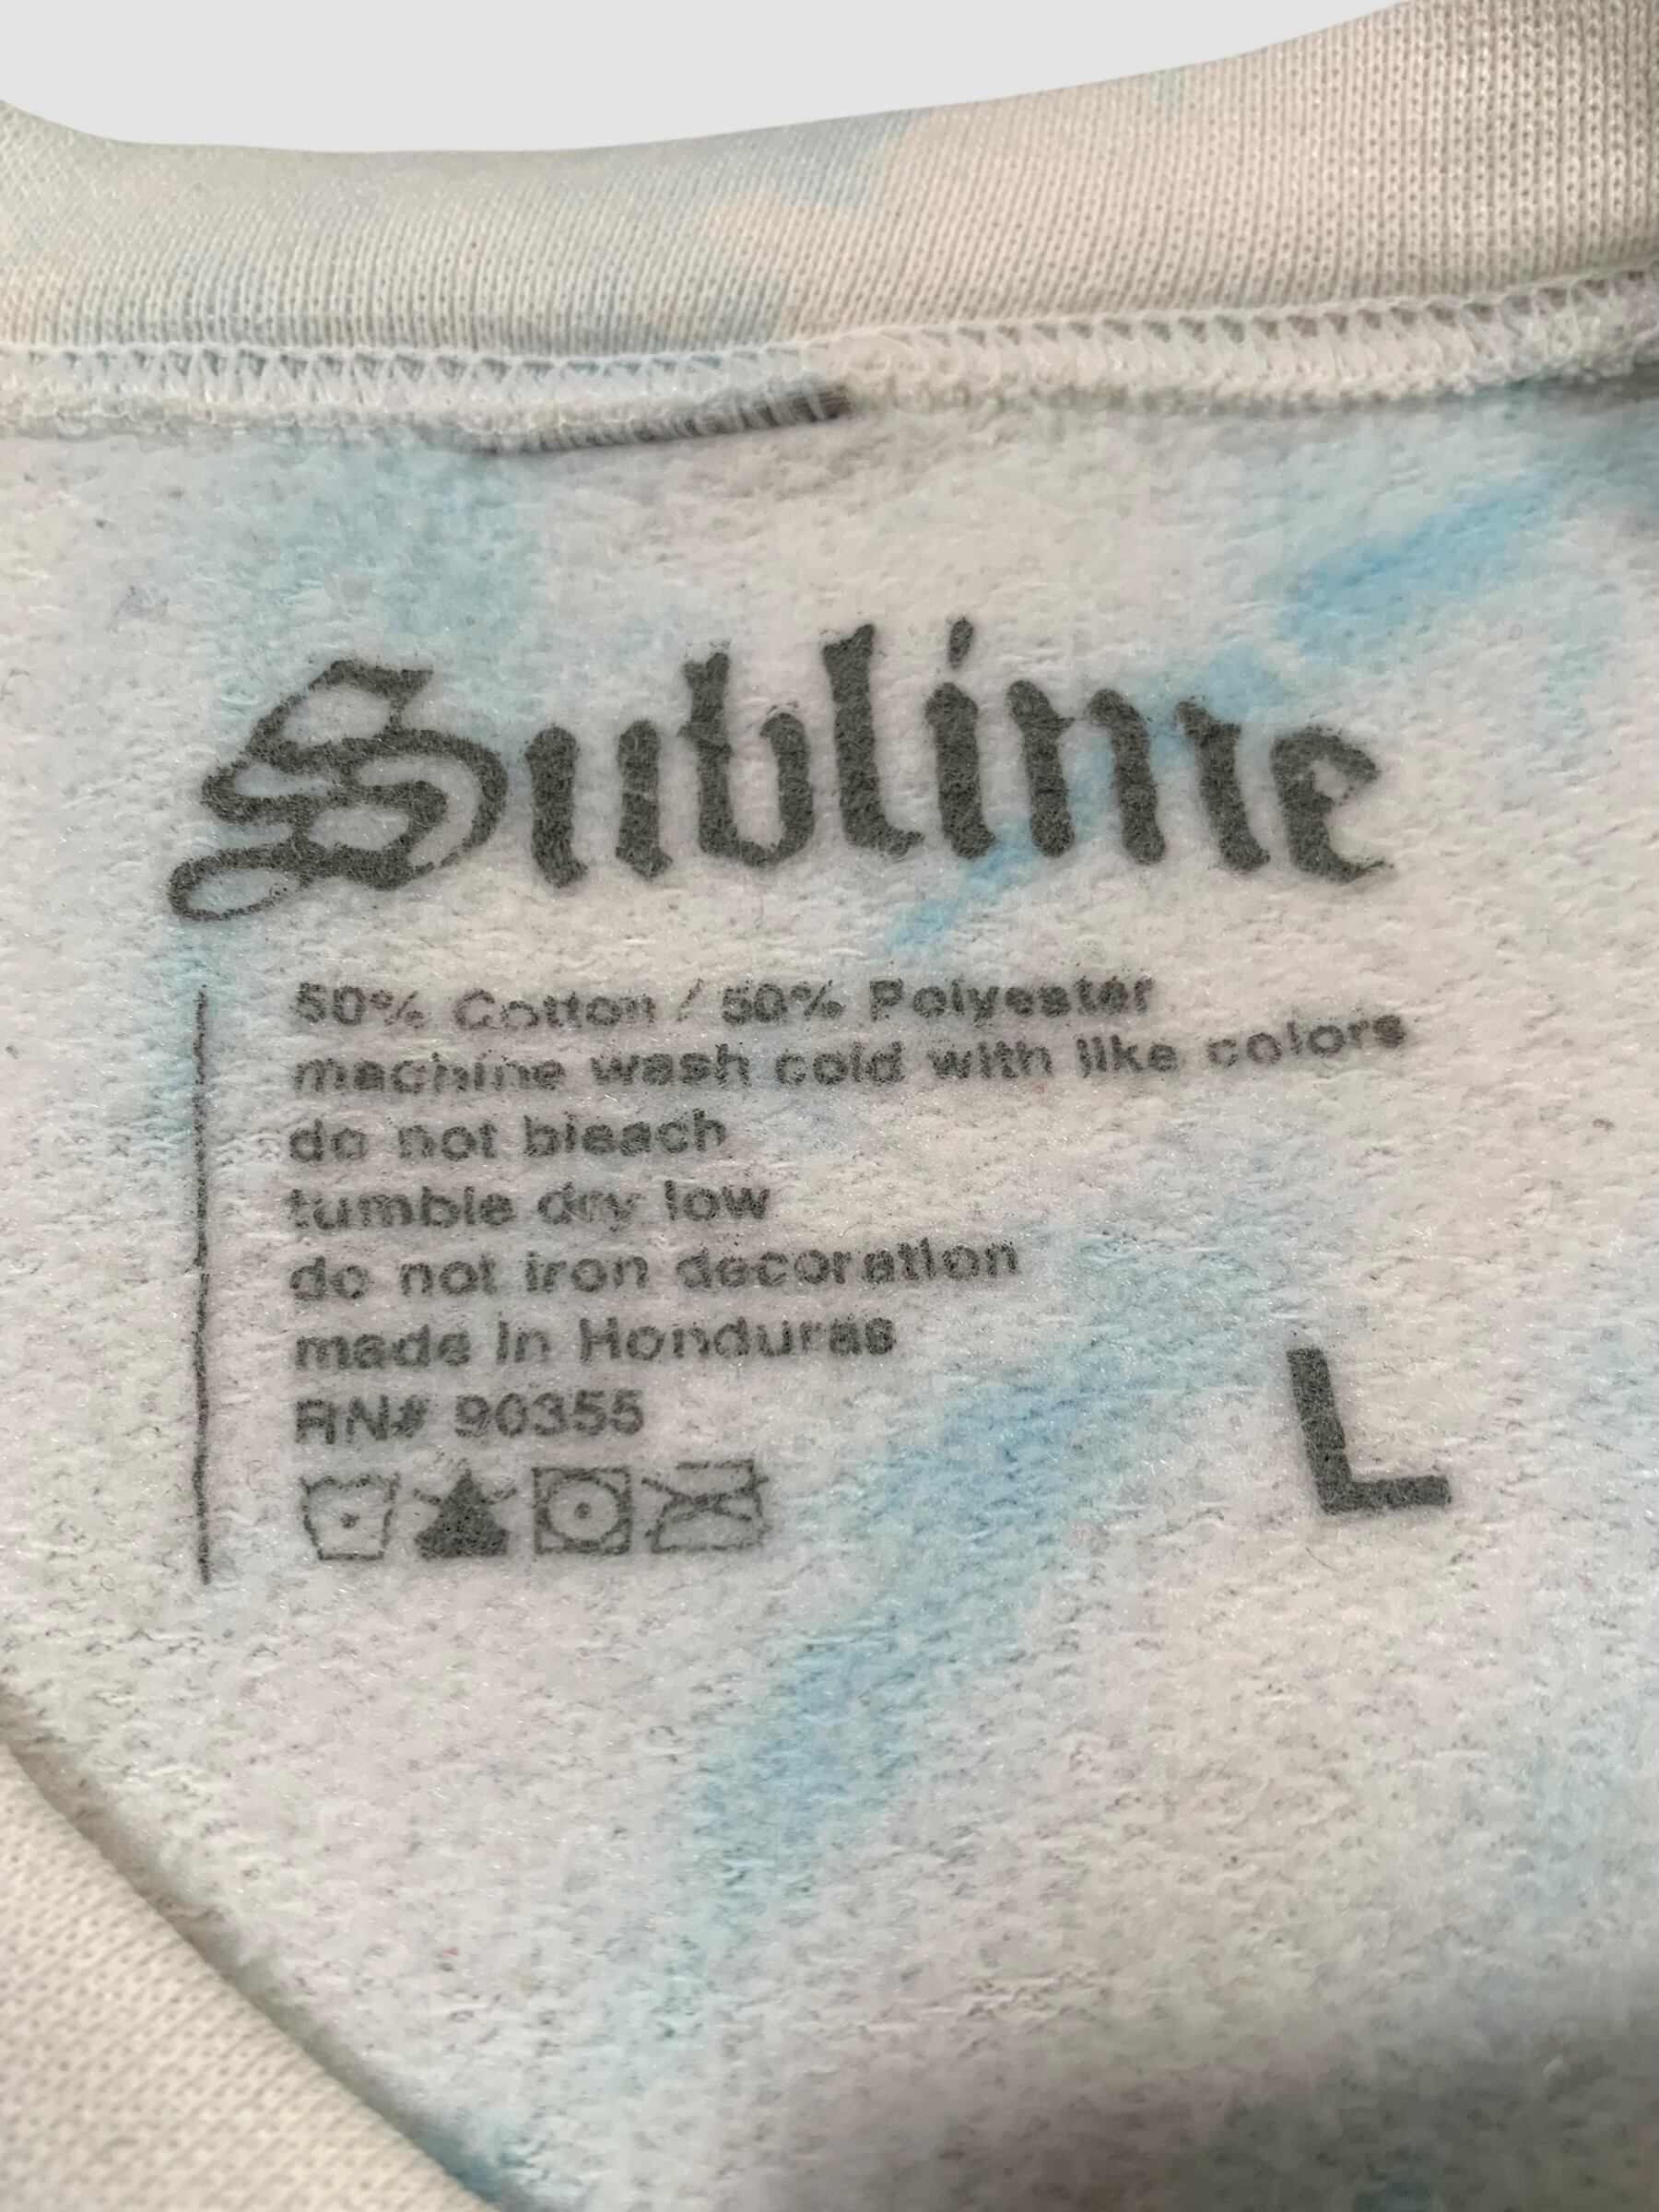 Sublime
50% Cotton / 50% Polyester
machine wash cold with like colors
do not bleach
tumble dry low
do not iron decoration
made in Honduras
RN# 90355
L